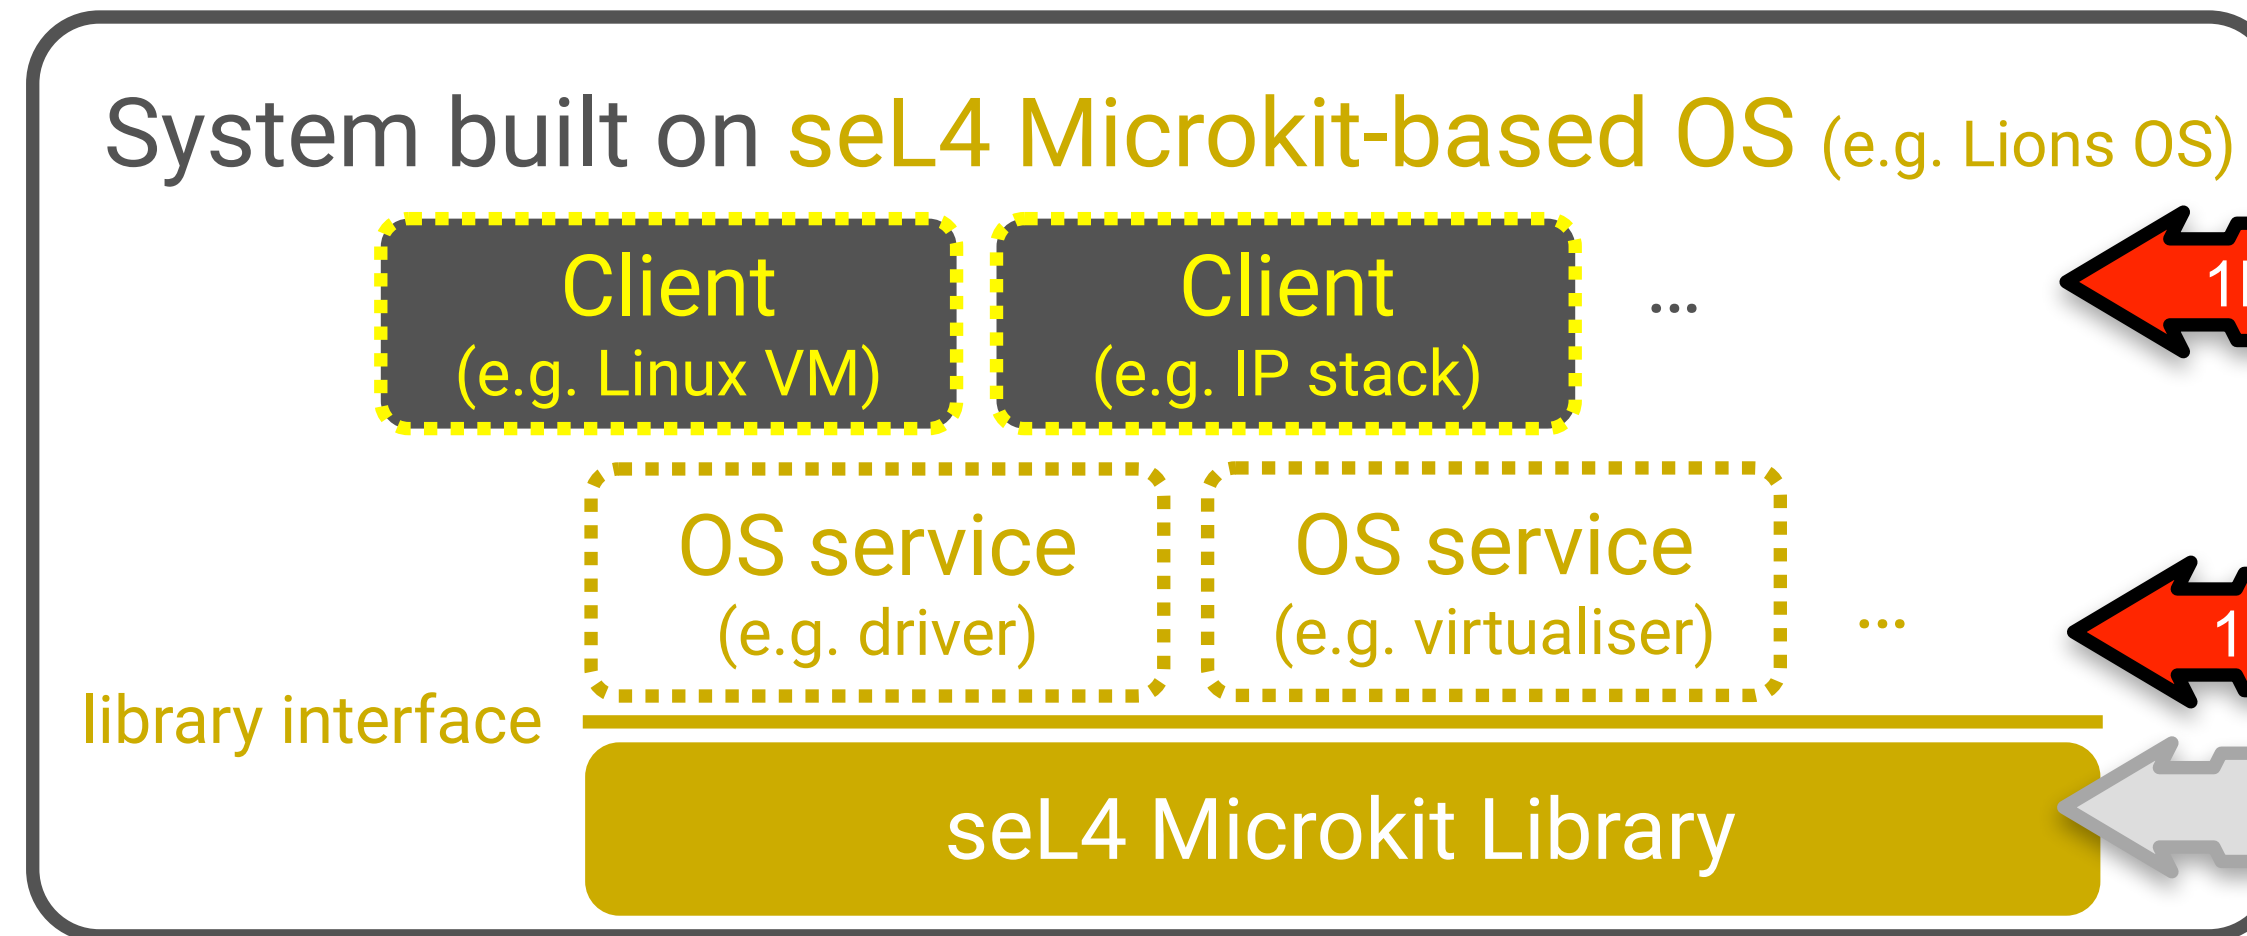 System built on seL4 Microkit-based OS (e.g. Lions OS)
Client
(e.g. Linux VM)
Client
(e.g. IP stack)
...
OS service
(e.g. driver)
OS service
(e.g. virtualiser)
...
library interface
seL4 Microkit Library
1